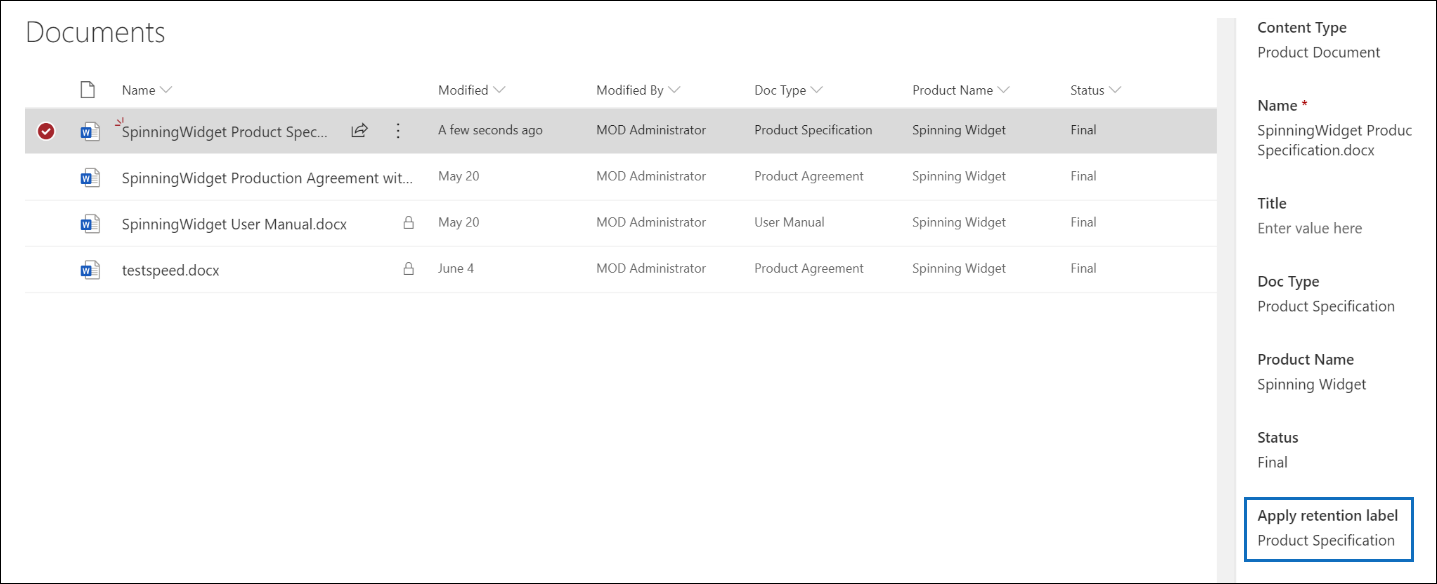 Documents
Name Modified Modified By Doc Type Product Name Status
SpinningWidget Product Spec... A few seconds ago MOD Administrator Product Specification Spinning Widget Final
SpinningWidget Production Agreement wit... May 20 MOD Administrator Product Agreement Spinning Widget Final
SpinningWidget User Manual.docx May 20 MOD Administrator User Manual Spinning Widget Final
testspeed.docx June 4 MOD Administrator Product Agreement Spinning Widget Final
Content Type
Product Document
Name *
SpinningWidget Produc
Specification.docx
Title
Enter value here
Doc Type
Product Specification
Product Name
Spinning Widget
Status
Final
Apply retention label
Product Specification